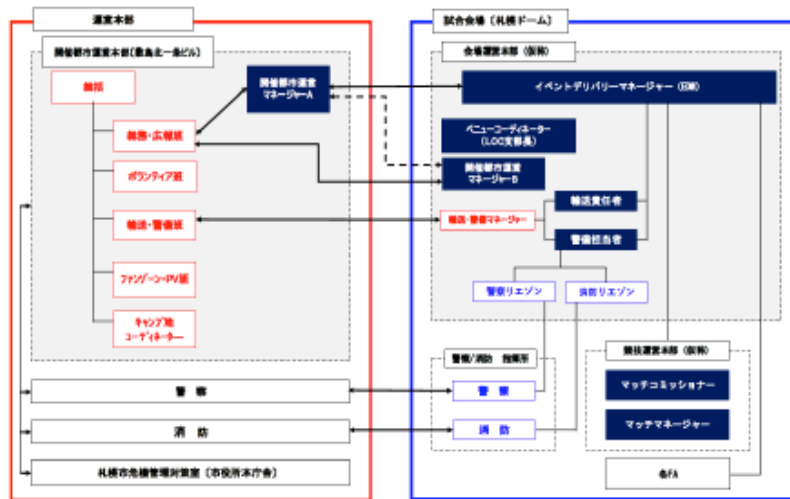 運営本部
開催都市運営本部(敷島北一条ビル)
総括
開催都市運営
マネージャーA
総務・広報班
ボランティア班
輸送・警備班
ファンゾーン・PV班
キャンプ地
コーディネーター
警 察
消 防
札幌市危機管理対策室(市役所本庁舎)
試合会場(札幌ドーム)
会場運営本部(仮称)
イベントデリバリーマネージャー(EDM)
ベニューコーディネーター
(LOC支部長)
開催都市運営
マネージャーB
輸送責任者
輸送・警備マネージャー
警備担当者
警察リエゾン
消防リエゾン
警察/消防 指揮所
警 察
消 防
競技運営本部(仮称)
マッチコミッショナー
マッチマネージャー
各FA